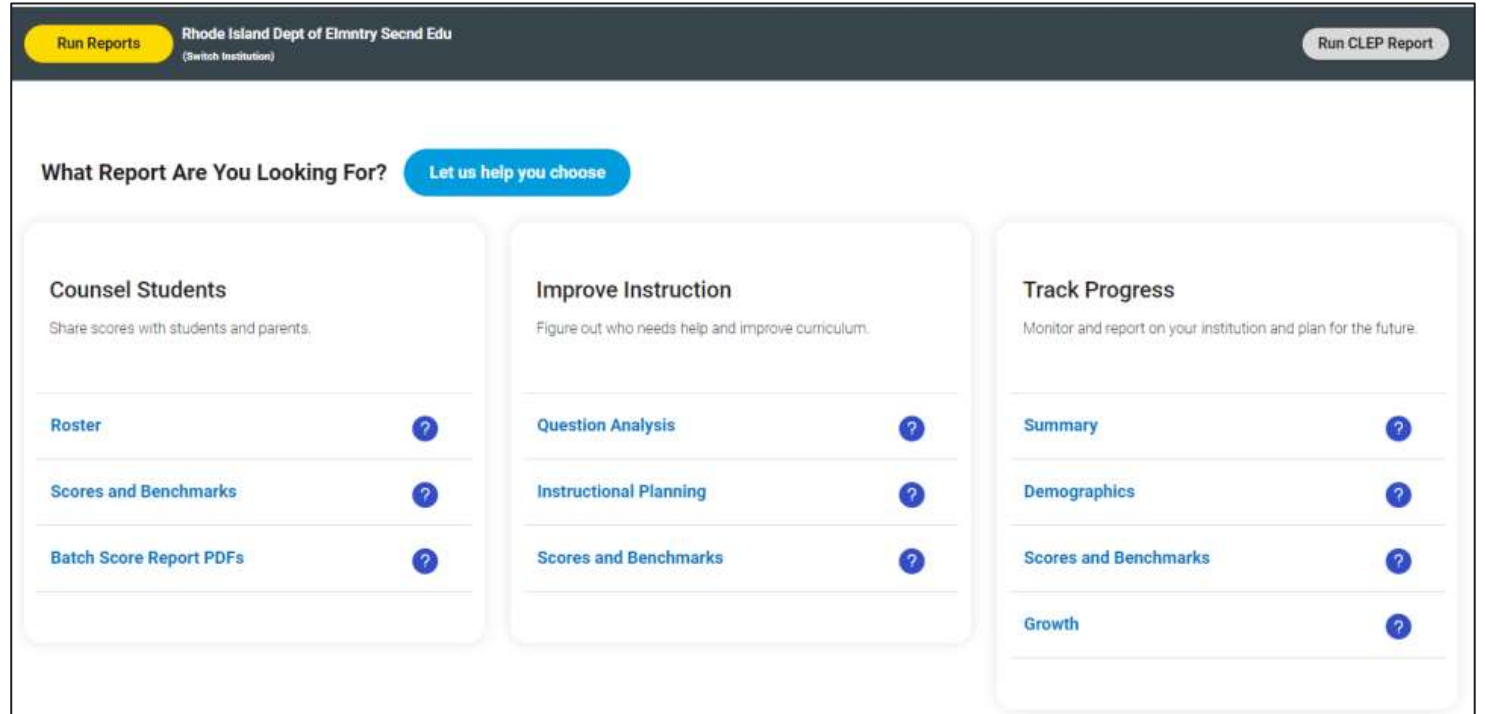 Run Reports
Rhode Island Dept of Elmntry Secnd Edu
(Switch Institution)
Run CLEP Report
What Report Are You Looking For?
Let us help you choose
Counsel Students
Share scores with students and parents.
Roster
?
Scores and Benchmarks
?
Batch Score Report PDFs
?
Improve Instruction
Figure out who needs help and improve curriculum.
Question Analysis
?
Instructional Planning
?
Scores and Benchmarks
?
Track Progress
Monitor and report on your institution and plan for the future.
Summary
?
Demographics
?
Scores and Benchmarks
?
Growth
?